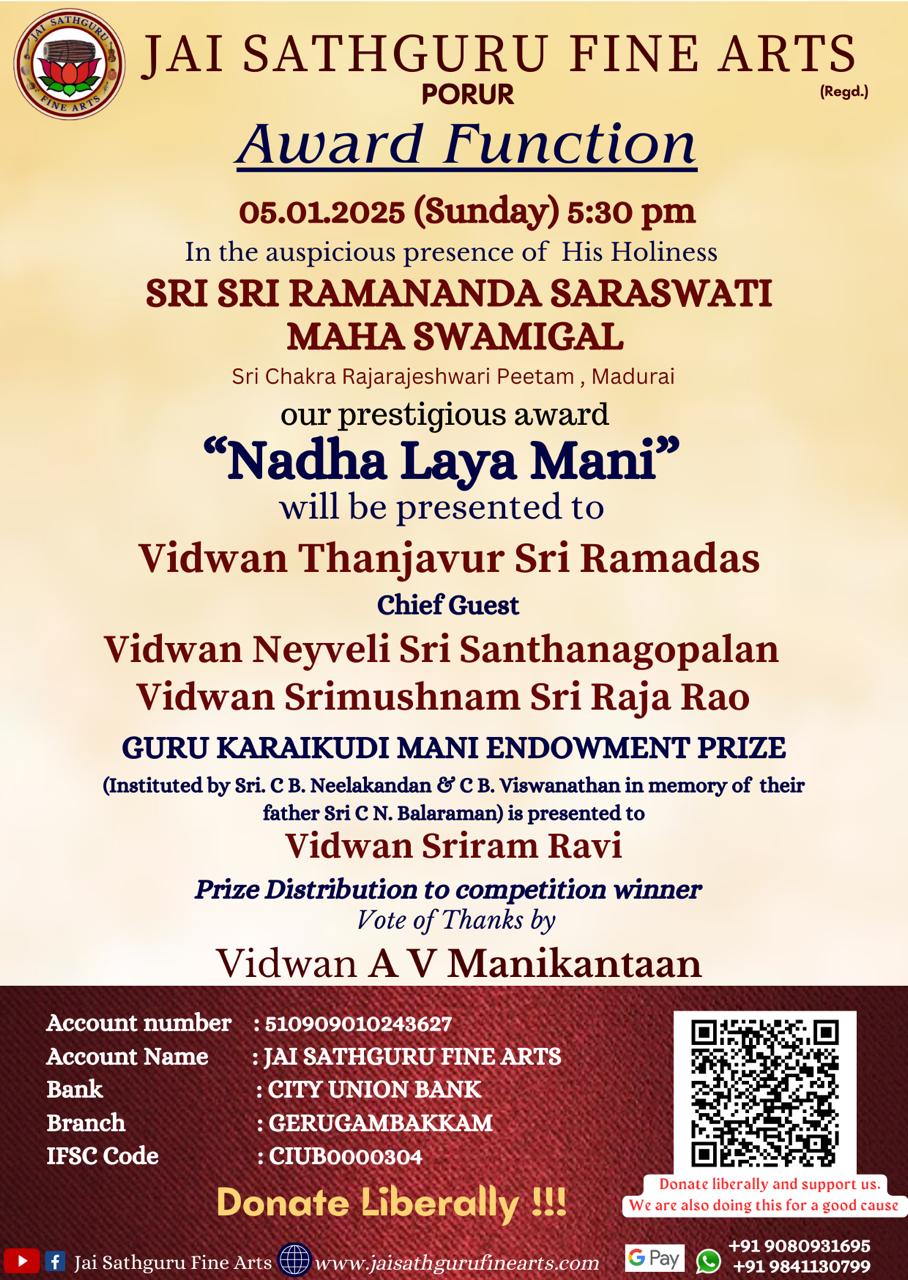 JAI SATHGURU
FINE ARTS
JAI SATHGURU FINE ARTS
PORUR
(Regd.)
Award Function
05.01.2025 (Sunday) 5:30 pm
In the auspicious presence of His Holiness
SRI SRI RAMANANDA SARASWATI
MAHA SWAMIGAL
Sri Chakra Rajarajeshwari Peetam , Madurai
our prestigious award
“Nadha Laya Mani”
will be presented to
Vidwan Thanjavur Sri Ramadas
Chief Guest
Vidwan Neyveli Sri Santhanagopalan
Vidwan Srimushnam Sri Raja Rao
GURU KARAIKUDI MANI ENDOWMENT PRIZE
(Instituted by Sri. C B. Neelakandan & C B. Viswanathan in memory of their
father Sri C N. Balaraman) is presented to
Vidwan Sriram Ravi
Prize Distribution to competition winner
Vote of Thanks by
Vidwan A V Manikantaan
Account number : 510909010243627
Account Name : JAI SATHGURU FINE ARTS
Bank : CITY UNION BANK
Branch : GERUGAMBAKKAM
IFSC Code : CIUB0000304
Donate Liberally !!!
Donate liberally and support us.
We are also doing this for a good cause
Jai Sathguru Fine Arts www.jaisathgurufinearts.com
G Pay
+91 9080931695
+91 9841130799